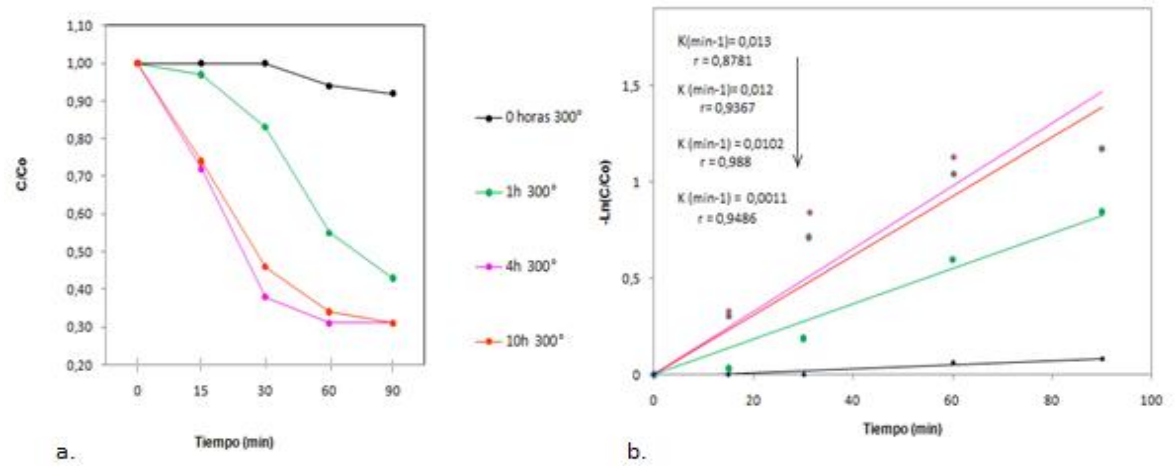 1,10
1,00
0,90
0,80
0,70
0,60
0,50
0,40
0,30
0,20
C/Co
0
15
30
60
90
Tiempo (min)
a.
0 horas 300°
1h 300°
4h 300°
10h 300°
K(min-1)= 0,013
r = 0,8781
K (min-1)= 0,012
r= 0,9367
K (min-1) = 0,0102
r = 0,988
K (min-1) = 0,0011
r = 0,9486
1,5
1
0,5
0
-Ln(C/Co)
0
20
40
60
80
100
Tiempo (min)
b.